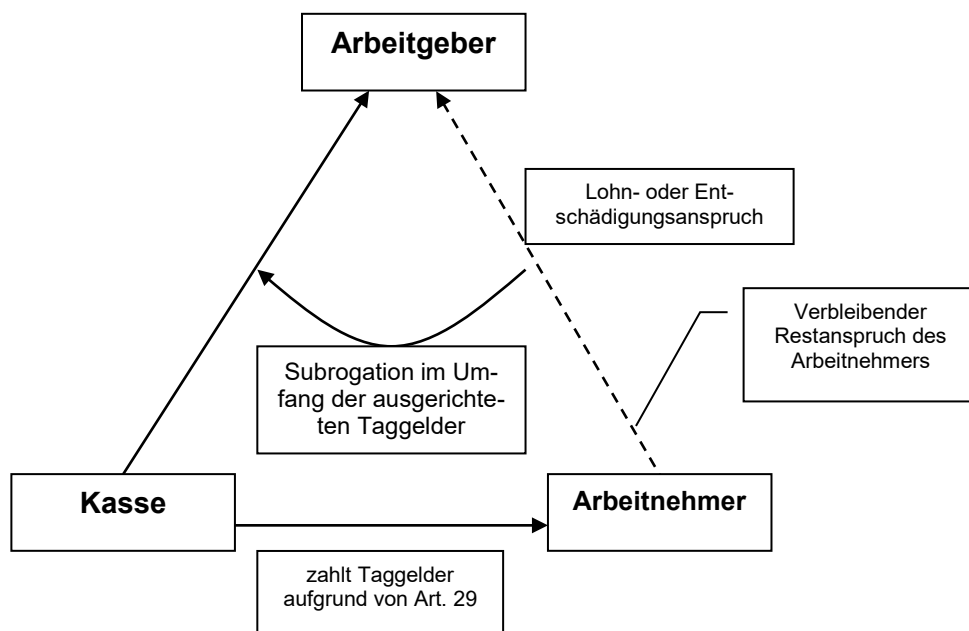 Arbeitgeber
Lohn- oder Ent-
schädigungsanspruch
Verbleibender
Restanspruch des
Arbeitnehmers
Subrogation im Um-
fang der ausgerichte-
ten Taggelder
Kasse
Arbeitnehmer
zahlt Taggelder
aufgrund von Art. 29